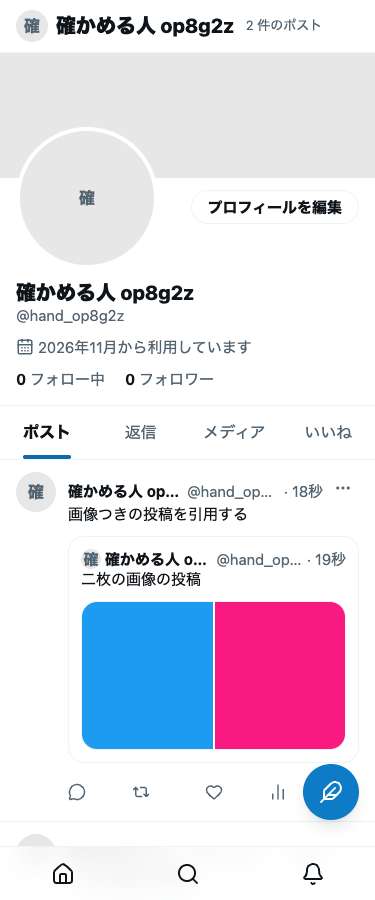 確 確かめる人 op8g2z 2 件のポスト
確
プロフィールを編集
確かめる人 op8g2z
@hand_op8g2z
2026年11月から利用しています
0 フォロー中 0 フォロワー
ポスト 返信 メディア いいね
確 確かめる人 op... @hand_op... · 18秒
画像つきの投稿を引用する
確 確かめる人 o... @hand_op... · 19秒
二枚の画像の投稿